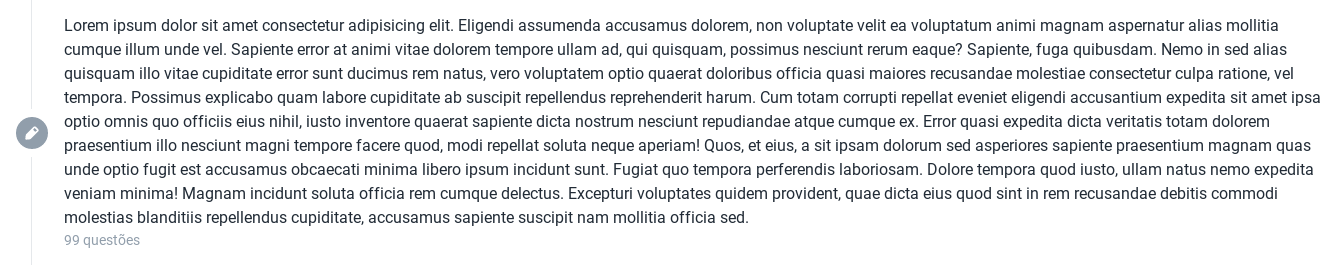 Lorem ipsum dolor sit amet consectetur adipisicing elit. Eligendi assumenda accusamus dolorem, non voluptate velit ea voluptatum animi magnam aspernatur alias mollitia
cumque illum unde vel. Sapiente error at animi vitae dolorem tempore ullam ad, qui quisquam, possimus nesciunt rerum eaque? Sapiente, fuga quibusdam. Nemo in sed alias
quisquam illo vitae cupiditate error sunt ducimus rem natus, vero voluptatem optio quaerat doloribus officia quasi maiores recusandae molestiae consectetur culpa ratione, vel
tempora. Possimus explicabo quam labore cupiditate ab suscipit repellendus reprehenderit harum. Cum totam corrupti repellat eveniet eligendi accusantium expedita sit amet ipsa
optio omnis quo officiis eius nihil, iusto inventore quaerat sapiente dicta nostrum nesciunt repudiandae atque cumque ex. Error quasi expedita dicta veritatis totam dolorem
praesentium illo nesciunt magni tempore facere quod, modi repellat soluta neque aperiam! Quos, et eius, a sit ipsam dolorum sed asperiores sapiente praesentium magnam quas
unde optio fugit est accusamus obcaecati minima libero ipsum incidunt sunt. Fugiat quo tempora perferendis laboriosam. Dolore tempora quod iusto, ullam natus nemo expedita
veniam minima! Magnam incidunt soluta officia rem cumque delectus. Excepturi voluptates quidem provident, quae dicta eius quod sint in rem recusandae debitis commodi
molestias blanditiis repellendus cupiditate, accusamus sapiente suscipit nam mollitia officia sed.
99 questões